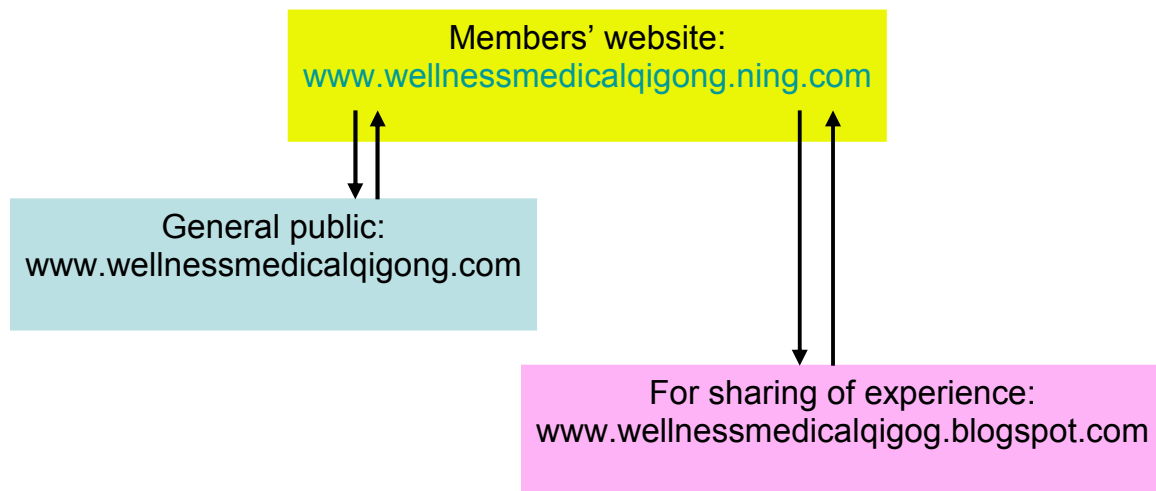 Members’ website:
www.wellnessmedicalqigong.ning.com
General public:
www.wellnessmedicalqigong.com
For sharing of experience:
www.wellnessmedicalqigog.blogspot.com